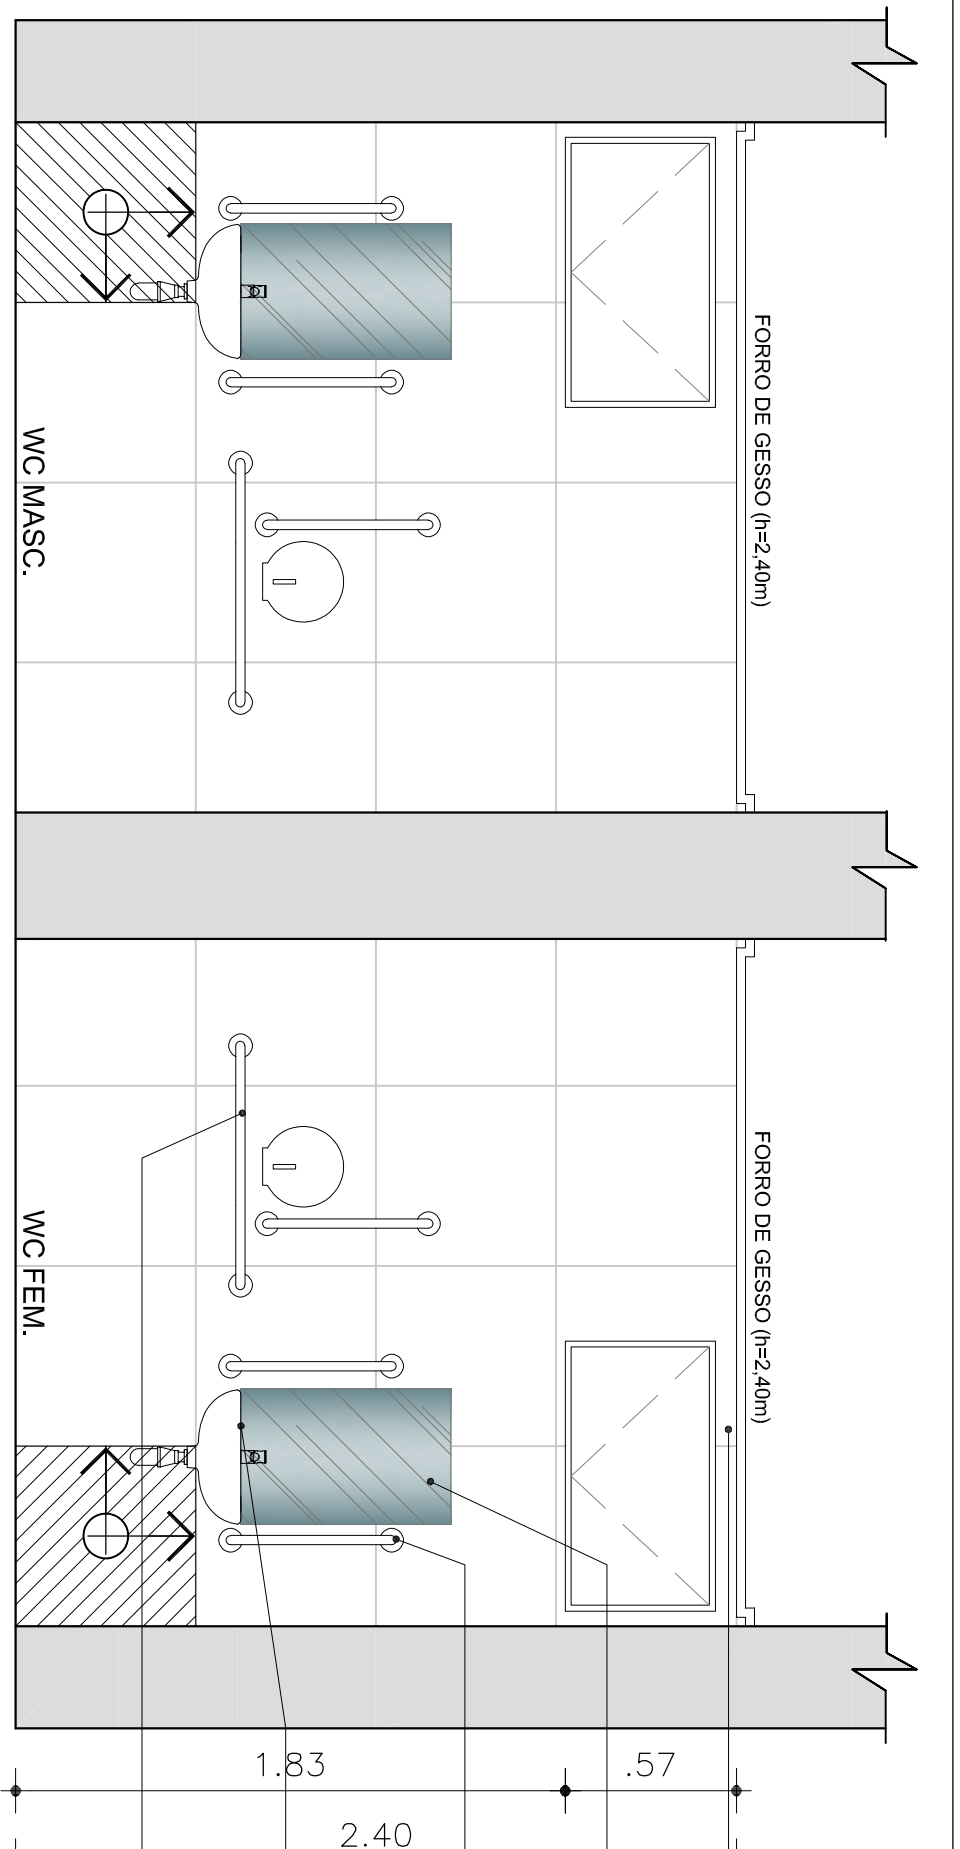 FORRO DE GESSO (h=2,40m)
WC MASC.
FORRO DE GESSO (h=2,40m)
WC FEM.
1.83
.57
2.40